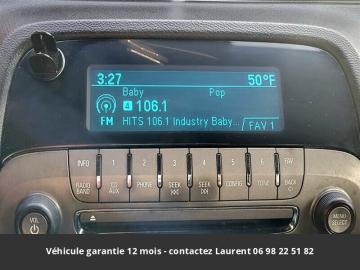 3:27 50°F
Baby Pop
4 106.1
FM HITS 106.1 Industry Baby... FAV 1
INFO 1 2 3 4 5 6 FAV
RADIO BAND CD AUX PHONE SEEK SEEK CONFIG TONE BACK
VOL MENU SELECT
Véhicule garantie 12 mois - contactez Laurent 06 98 22 51 82